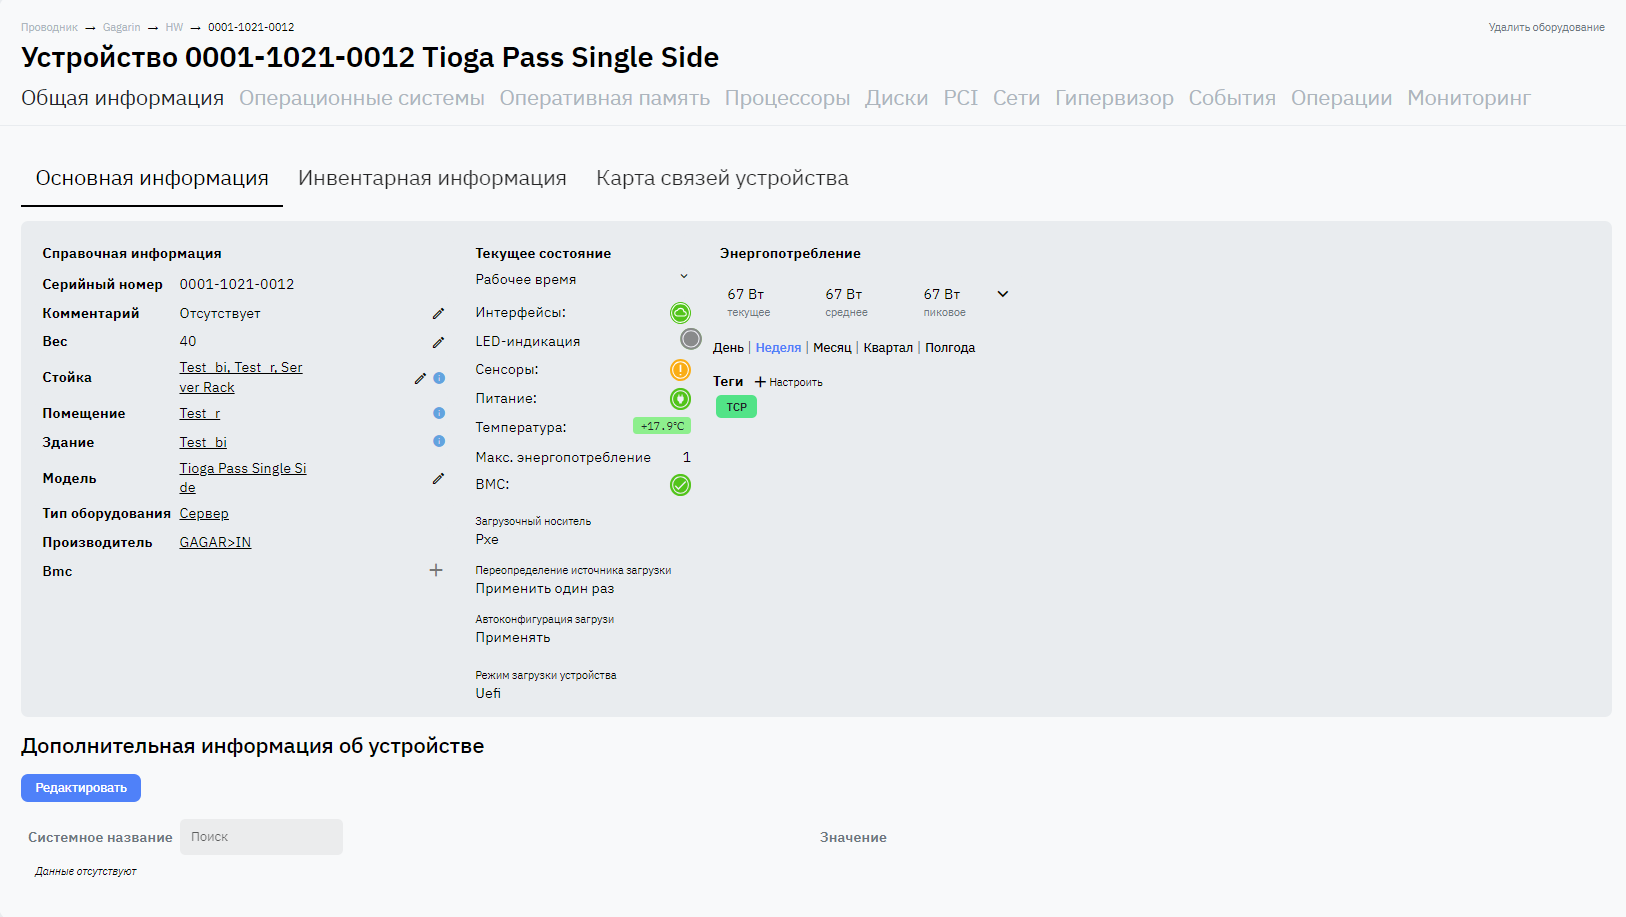 Проводник → Gagarin → HW → 0001-1021-0012
Удалить оборудование
Устройство 0001-1021-0012 Tioga Pass Single Side
Общая информация Операционные системы Оперативная память Процессоры Диски PCI Сети Гипервизор События Операции Мониторинг
Основная информация Инвентарная информация Карта связей устройства
Справочная информация
Серийный номер 0001-1021-0012
Комментарий Отсутствует
Вес 40
Стойка Test_bi, Test_r, Ser
ver Rack
Помещение Test_r
Здание Test_bi
Модель Tioga Pass Single Si
de
Тип оборудования Сервер
Производитель GAGAR>IN
Bmc
Текущее состояние
Рабочее время
Интерфейсы:
LED-индикация
Сенсоры:
Питание:
Температура: +17.9°C
Макс. энергопотребление 1
BMC:
Загрузочный носитель
Pxe
Переопределение источника загрузки
Применить один раз
Автоконфигурация загрузи
Применять
Режим загрузки устройства
Uefi
Энергопотребление
67 Вт 67 Вт 67 Вт
текущее среднее пиковое
День | Неделя | Месяц | Квартал | Полгода
Теги + Настроить
TCP
Дополнительная информация об устройстве
Редактировать
Системное название Поиск Значение
Данные отсутствуют